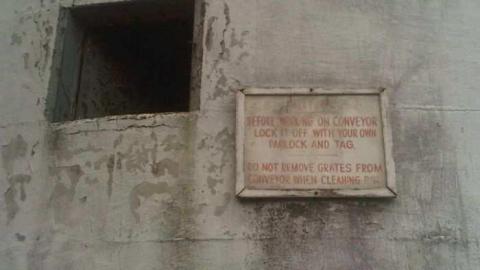 BEFORE WORKING ON CONVEYOR
LOCK IT OFF WITH YOUR OWN
PADLOCK AND TAG.
DO NOT REMOVE GRATES FROM
CONVEYOR WHEN CLEANING